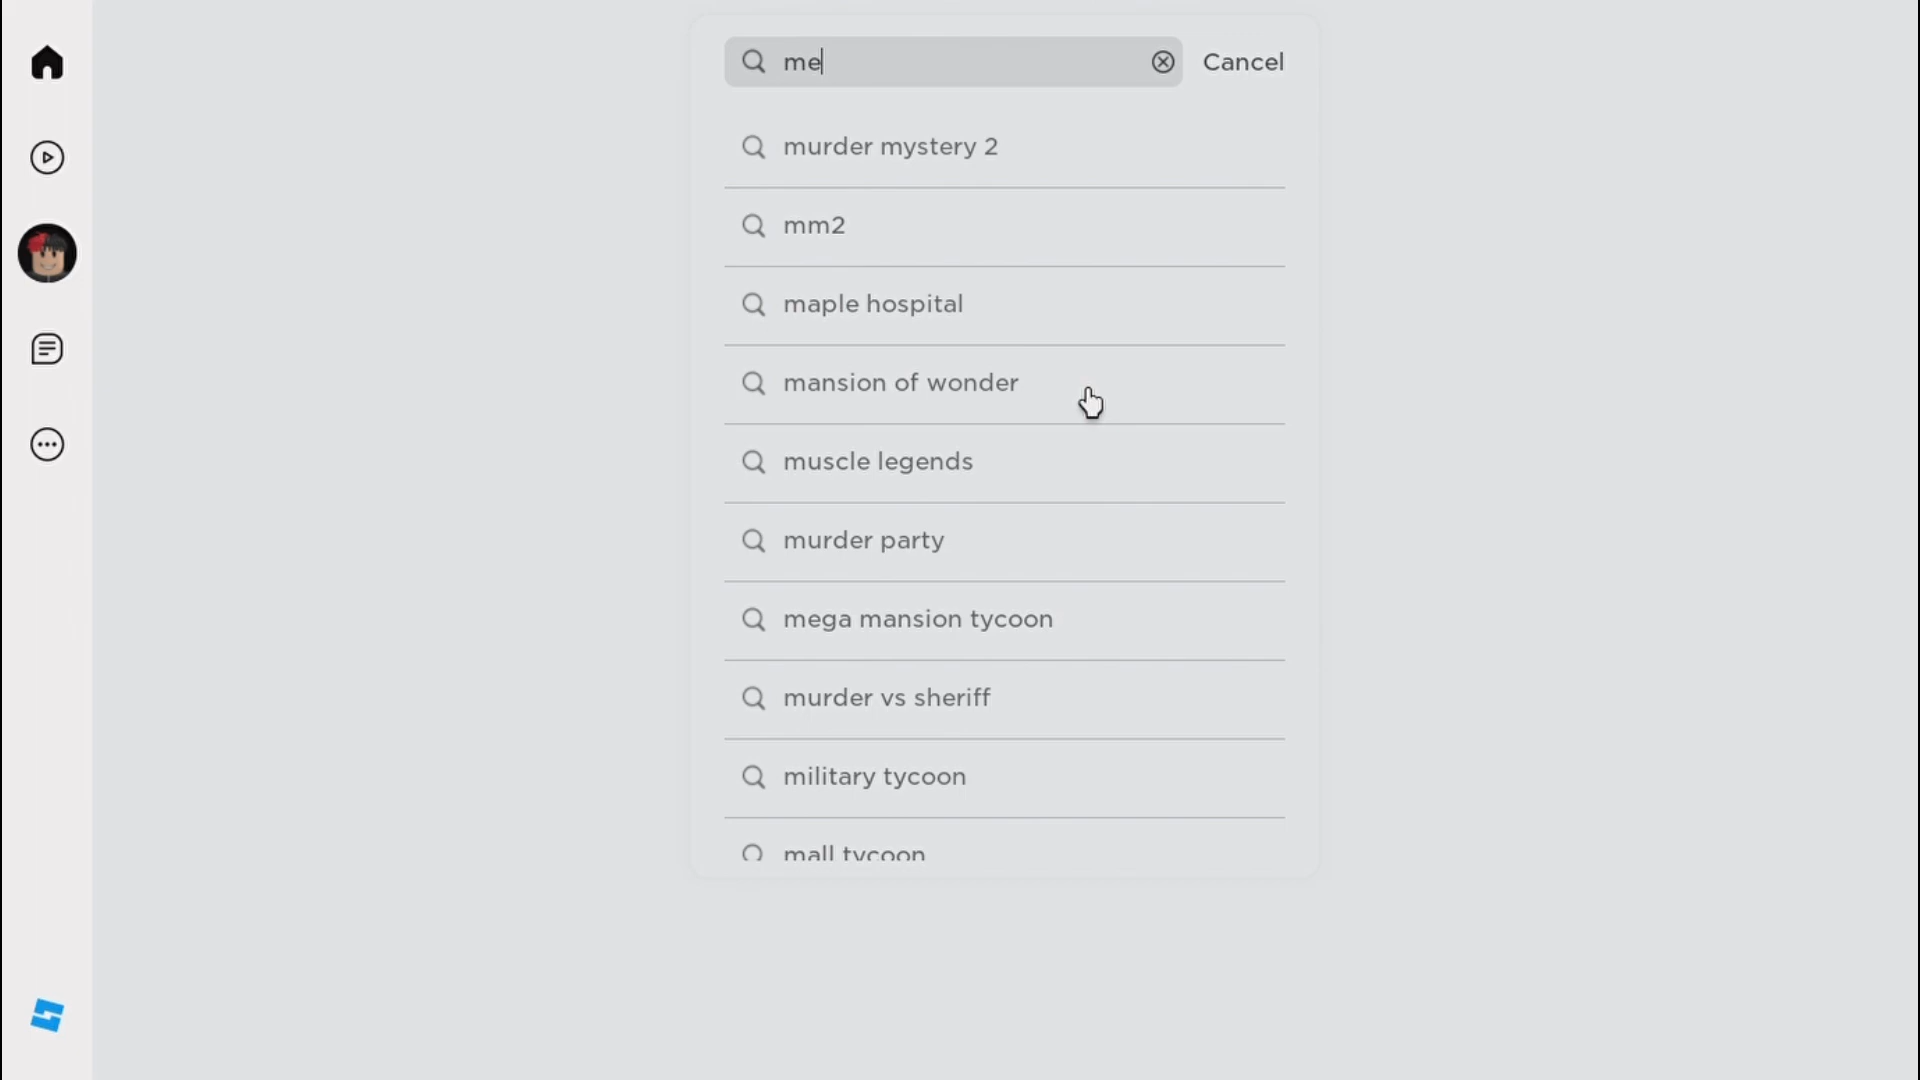 me
Cancel
murder mystery 2
mm2
maple hospital
mansion of wonder
muscle legends
murder party
mega mansion tycoon
murder vs sheriff
military tycoon
mall tycoon